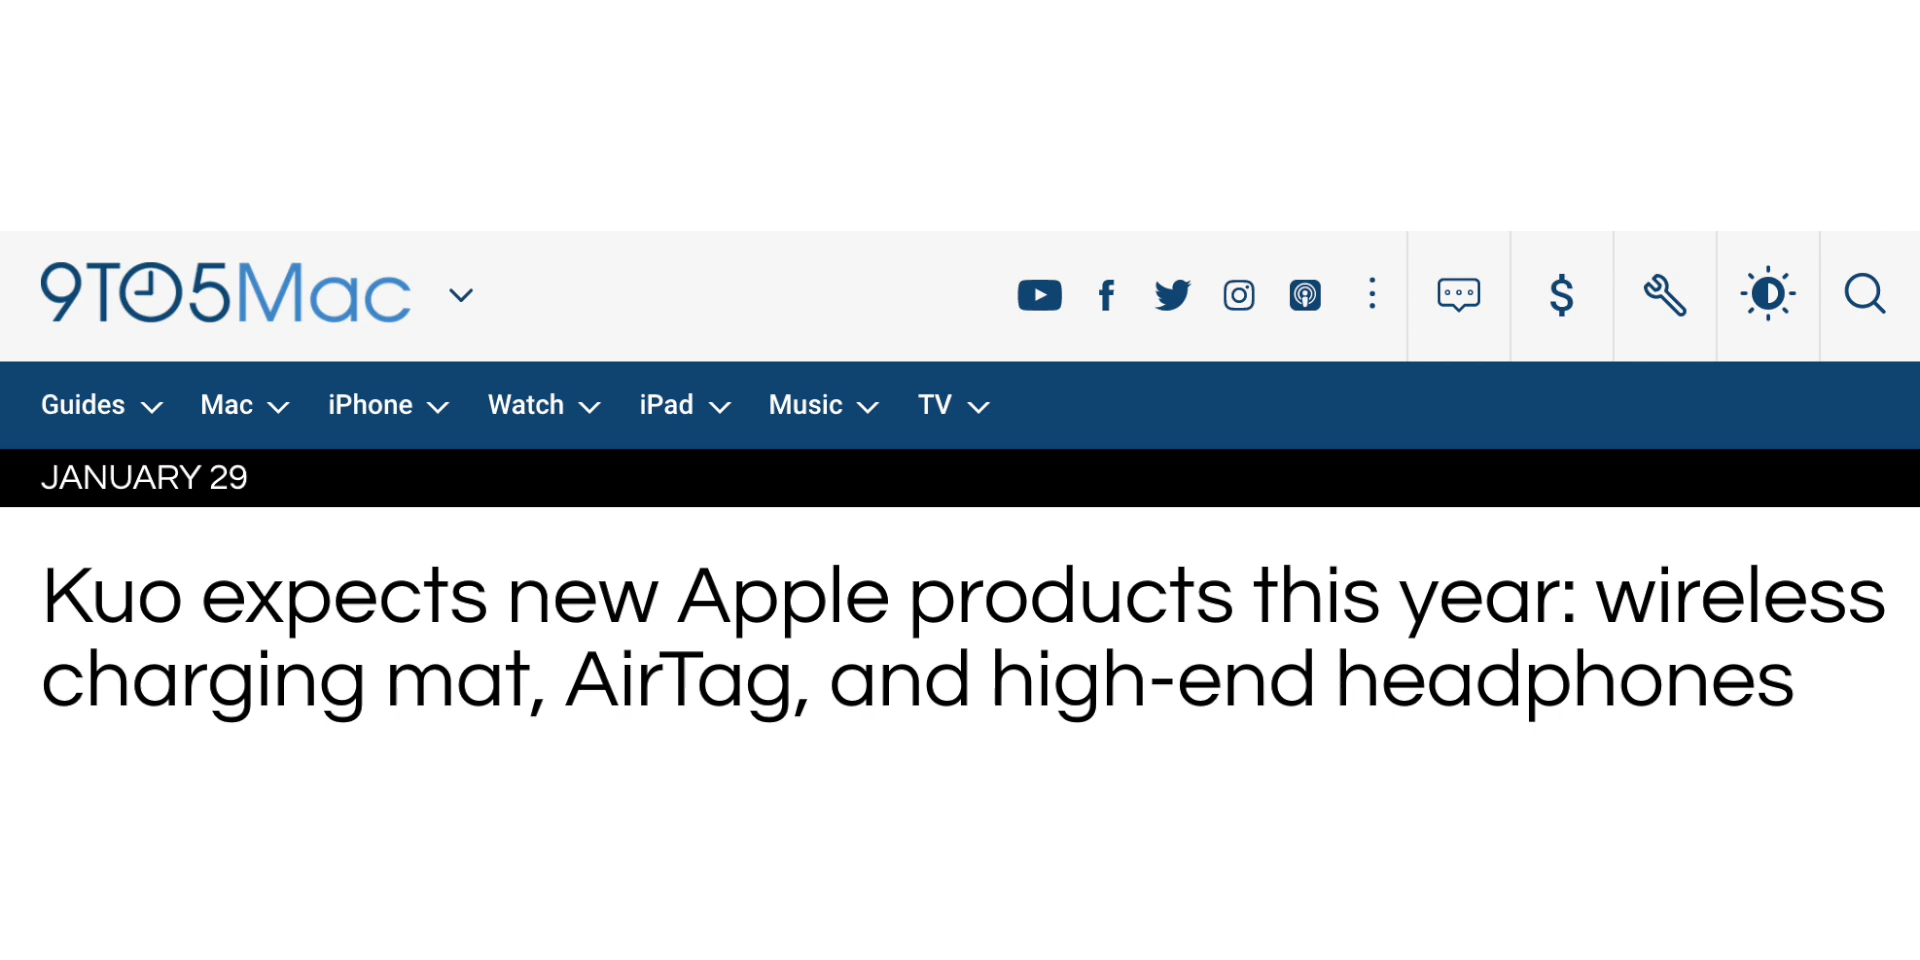 9TO5Mac
Guides Mac iPhone Watch iPad Music TV
JANUARY 29
Kuo expects new Apple products this year: wireless
charging mat, AirTag, and high-end headphones